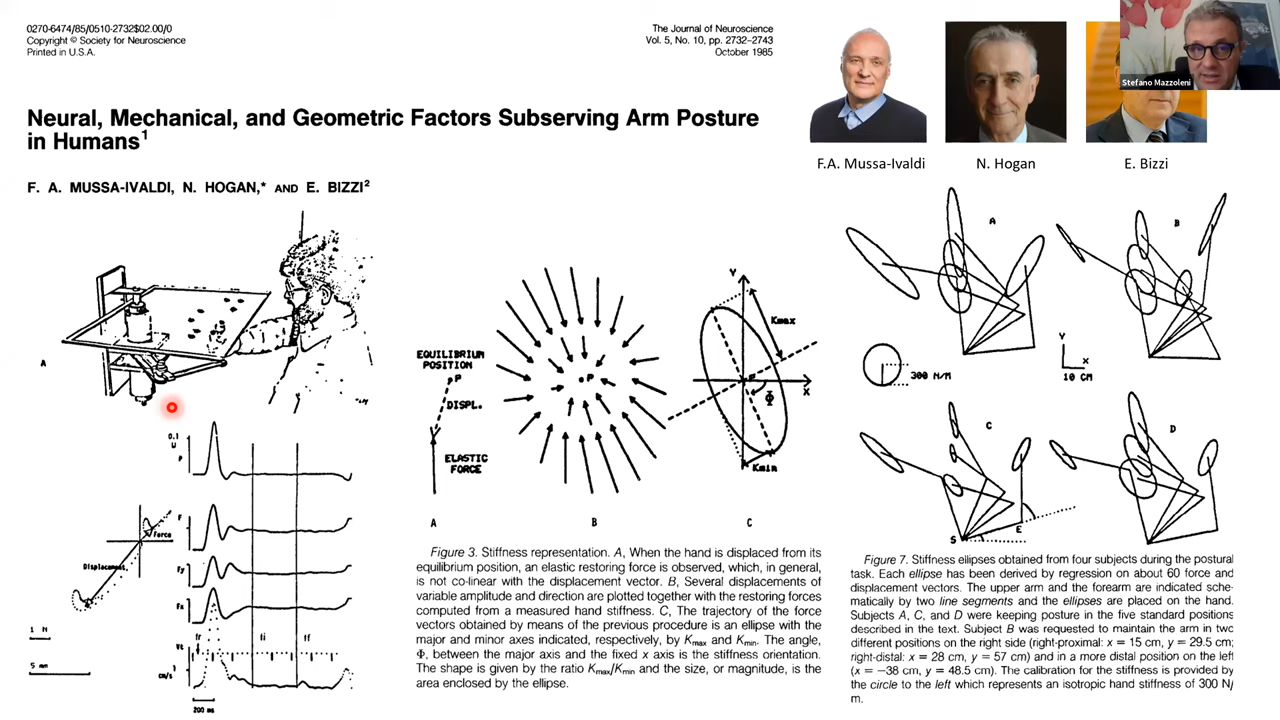 0270-6474/85/0510-2732$02.00/0
Copyright © Society for Neuroscience
Printed in U.S.A.
The Journal of Neuroscience
Vol. 5, No. 10, pp. 2732-2743
October 1985
Stefano Mazzoleni
Neural, Mechanical, and Geometric Factors Subserving Arm Posture
in Humans¹
F. A. MUSSA-IVALDI, N. HOGAN,* AND E. BIZZI²
F.A. Mussa-Ivaldi
N. Hogan
E. Bizzi
A
0.1
P
F
Fy
Fx
Force
Displacement
1 N
5 mm
fr
fi
ff
Vt
cm/s
200 ms
EQUILIBRIUM
POSITION
P
DISPL.
ELASTIC
FORCE
P
Y
Kmax
X
Φ
Kmin
A
B
C
Figure 3. Stiffness representation. A, When the hand is displaced from its
equilibrium position, an elastic restoring force is observed, which, in general,
is not co-linear with the displacement vector. B, Several displacements of
variable amplitude and direction are plotted together with the restoring forces
computed from a measured hand stiffness. C, The trajectory of the force
vectors obtained by means of the previous procedure is an ellipse with the
major and minor axes indicated, respectively, by Kmax and Kmin. The angle,
Φ, between the major axis and the fixed x axis is the stiffness orientation.
The shape is given by the ratio Kmax/Kmin and the size, or magnitude, is the
area enclosed by the ellipse.
A
B
300 N/M
Y
X
10 CM
C
D
S
E
Figure 7. Stiffness ellipses obtained from four subjects during the postural
task. Each ellipse has been derived by regression on about 60 force and
displacement vectors. The upper arm and the forearm are indicated sche-
matically by two line segments and the ellipses are placed on the hand.
Subjects A, C, and D were keeping posture in the five standard positions
described in the text. Subject B was requested to maintain the arm in two
different positions on the right side (right-proximal: x = 15 cm, y = 29.5 cm;
right-distal: x = 28 cm, y = 57 cm) and in a more distal position on the left
(x = −38 cm, y = 48.5 cm). The calibration for the stiffness is provided by
the circle to the left which represents an isotropic hand stiffness of 300 N/
m.